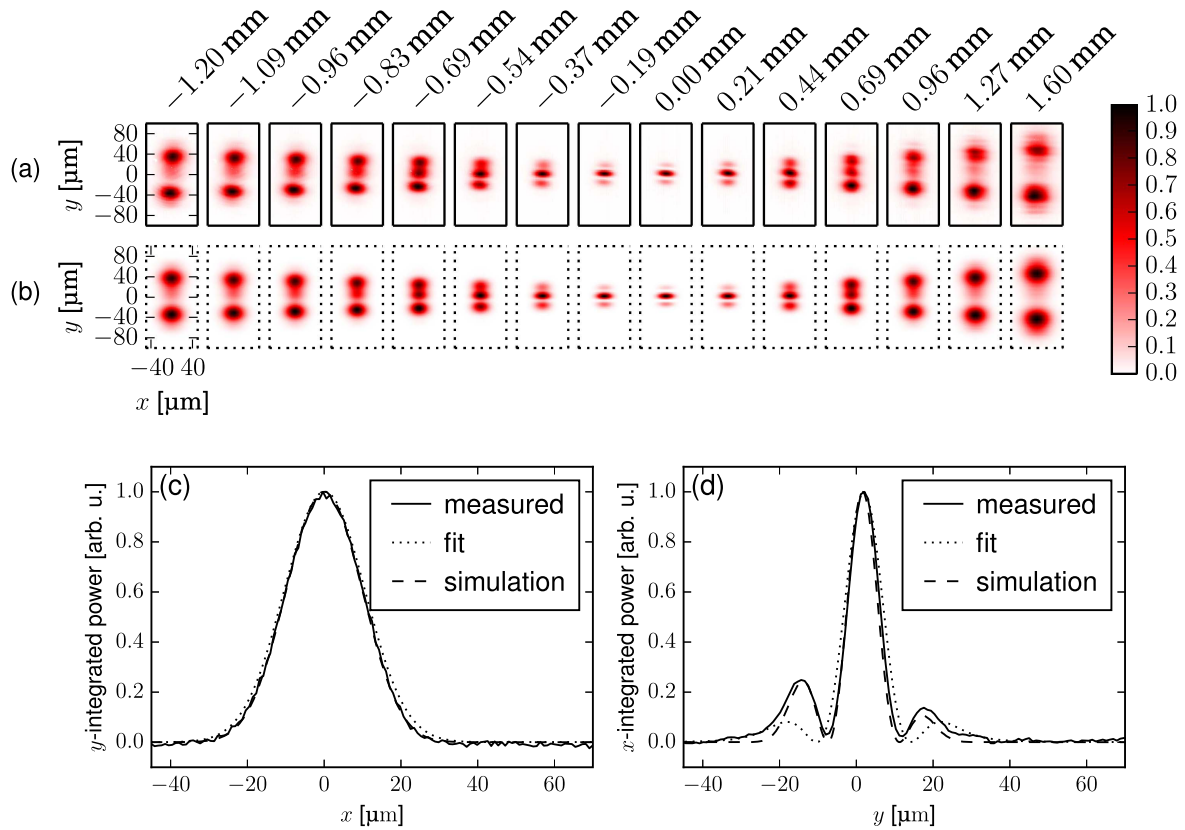 −1.20 mm −1.09 mm −0.96 mm −0.83 mm −0.69 mm −0.54 mm −0.37 mm −0.19 mm 0.00 mm 0.21 mm 0.44 mm 0.69 mm 0.96 mm 1.27 mm 1.60 mm
(a)
y [µm]
80
40
0
−40
−80
(b)
y [µm]
80
40
0
−40
−80
−40 40
x [µm]
1.0
0.9
0.8
0.7
0.6
0.5
0.4
0.3
0.2
0.1
0.0
(c)
y-integrated power [arb. u.]
1.0
0.8
0.6
0.4
0.2
0.0
measured
fit
simulation
−40 −20 0 20 40 60
x [µm]
(d)
x-integrated power [arb. u.]
1.0
0.8
0.6
0.4
0.2
0.0
measured
fit
simulation
−40 −20 0 20 40 60
y [µm]